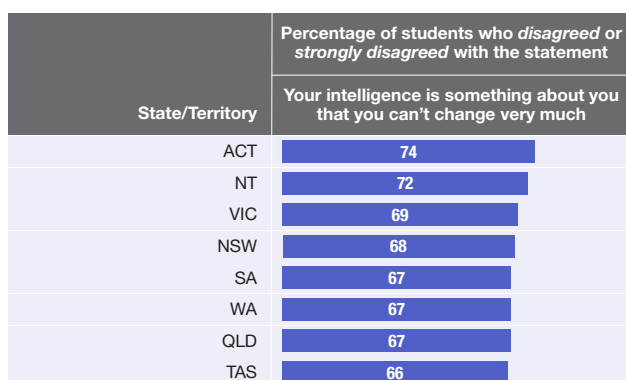 Percentage of students who disagreed or
strongly disagreed with the statement
State/Territory
Your intelligence is something about you
that you can't change very much
ACT 74
NT 72
VIC 69
NSW 68
SA 67
WA 67
QLD 67
TAS 66